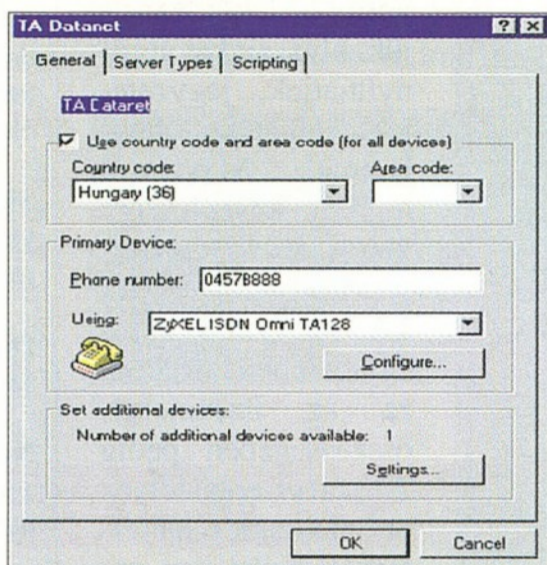 TA Datanet
General Server Types Scripting
TA Datanet
Use country code and area code (for all devices)
Country code: Area code:
Hungary (36)
Primary Device:
Phone number: 04578888
Using: ZyXEL ISDN Omni TA128
Configure...
Set additional devices:
Number of additional devices available: 1
Settings...
OK Cancel